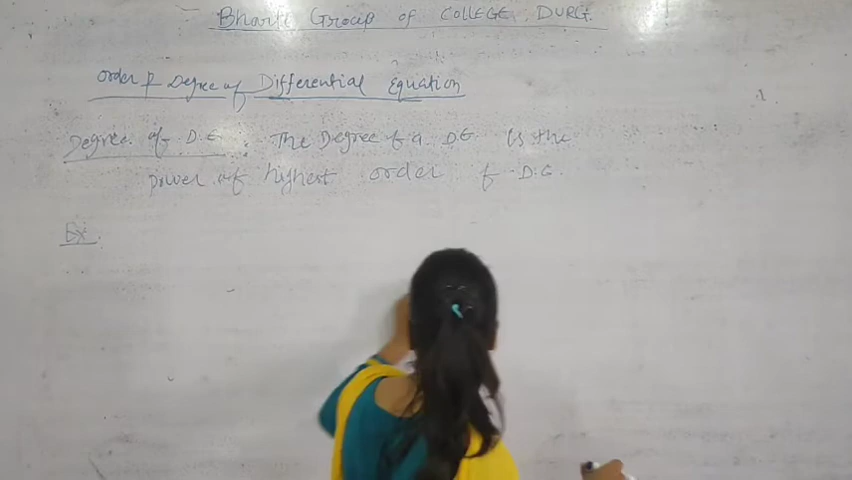 Bharti Group of COLLEGE, DURG.
Order & Degree of Differential Equation
Degree of D.E : The Degree of a DE is the
power of highest order of D.E.
Ex.